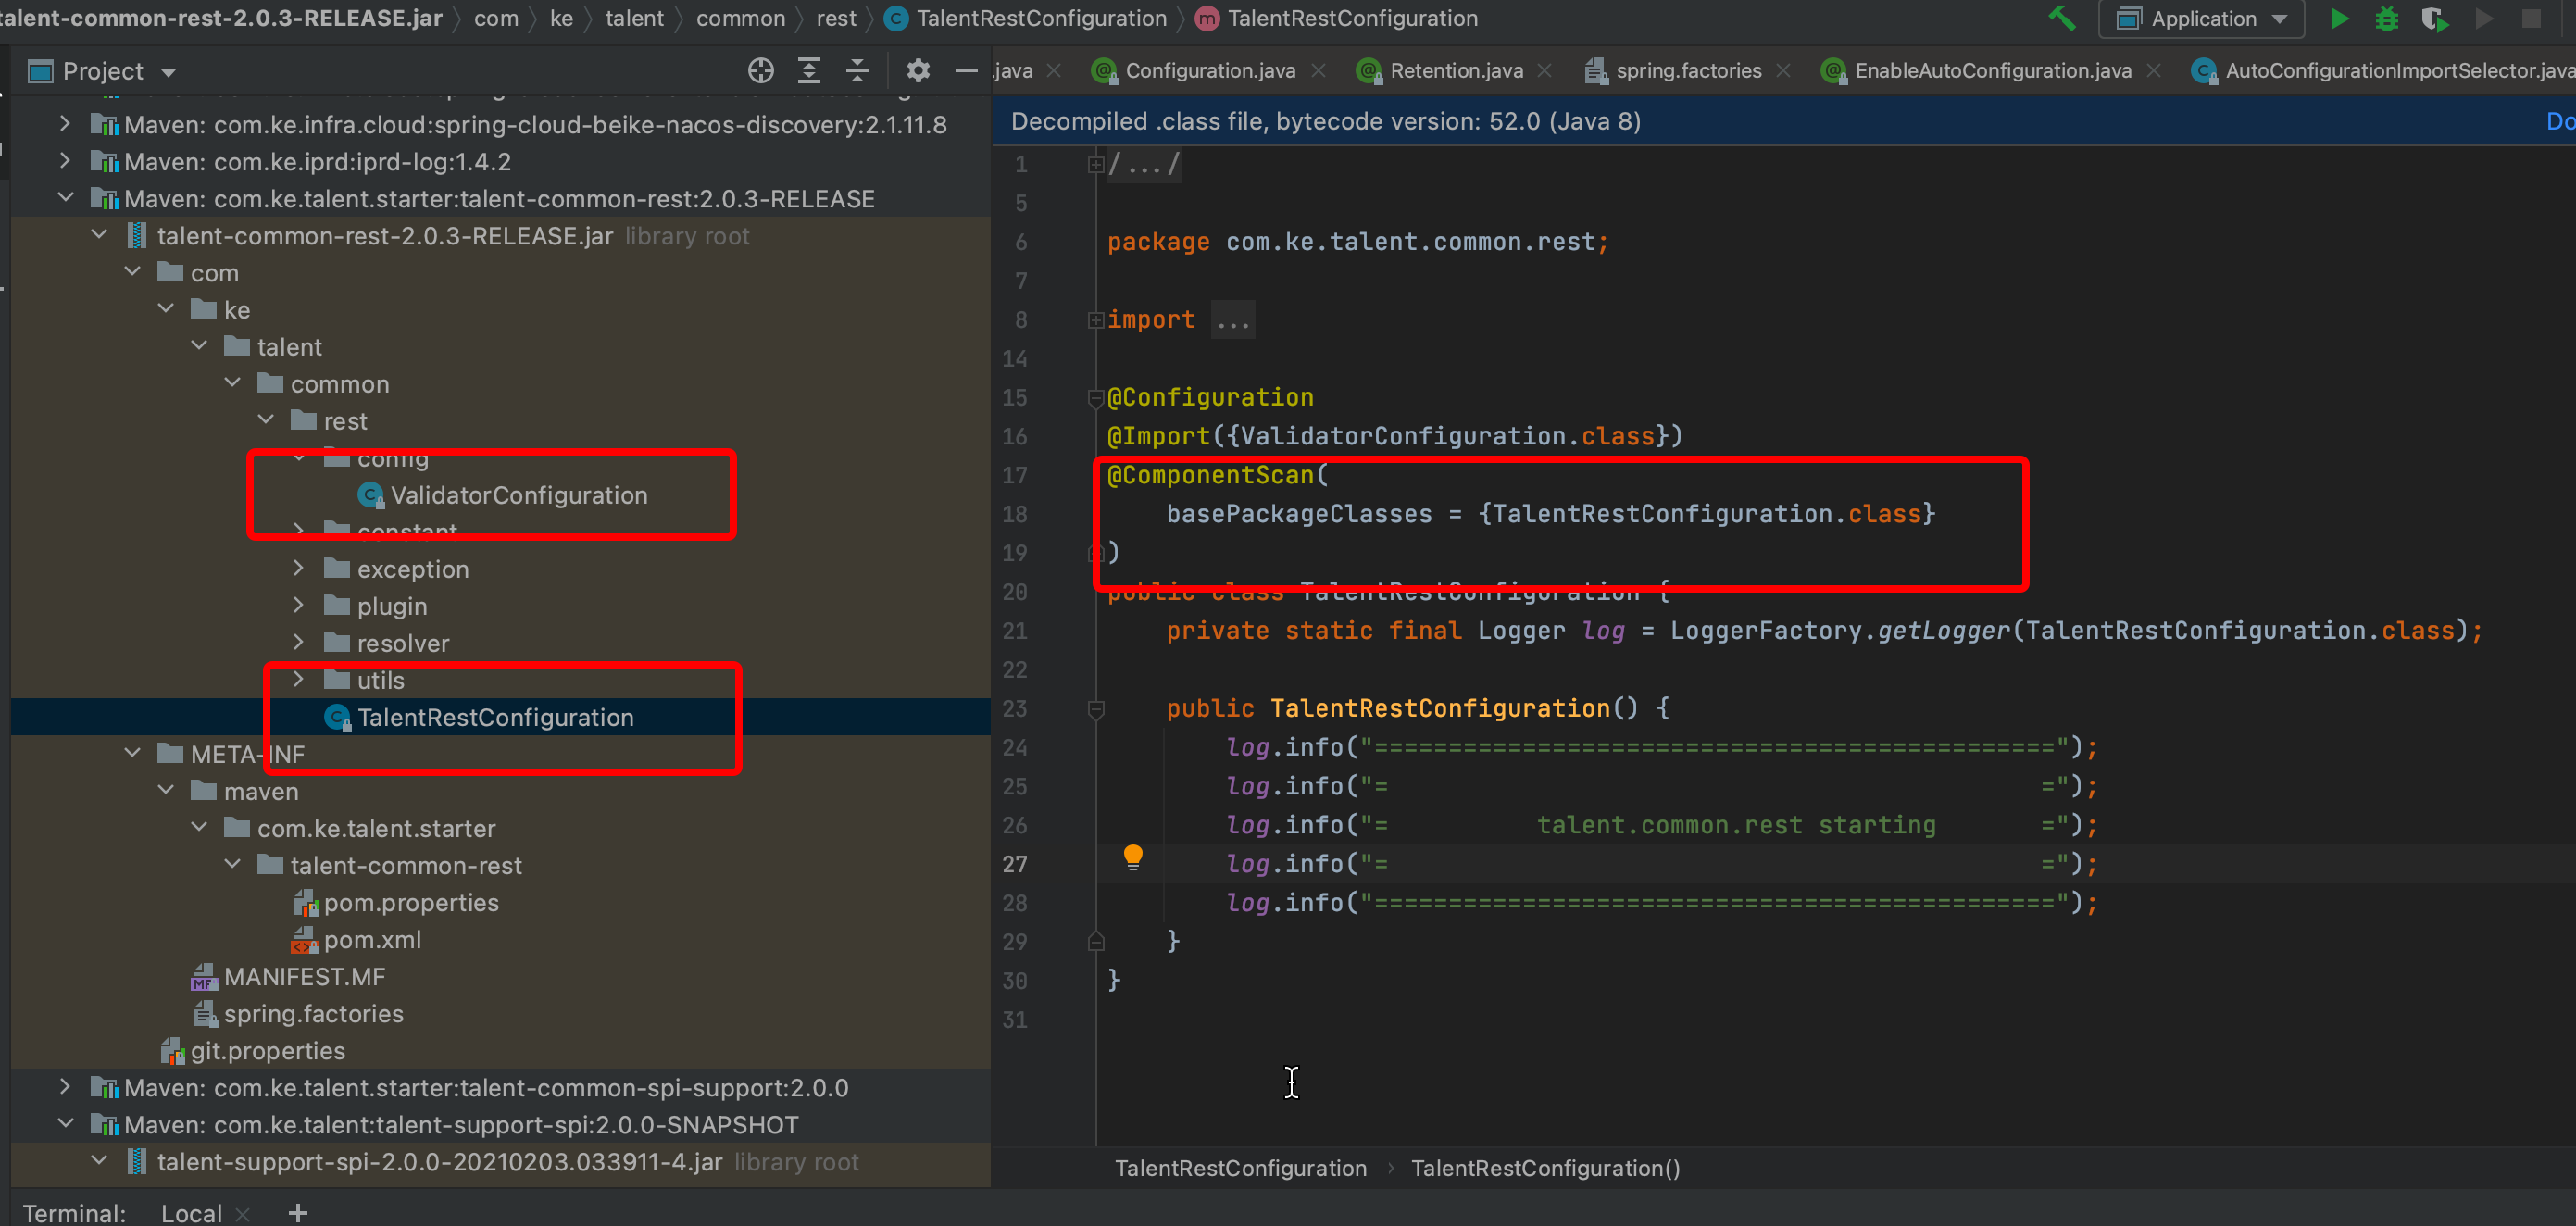 talent-common-rest-2.0.3-RELEASE.jar com ke talent common rest TalentRestConfiguration TalentRestConfiguration Application
Project
.java Configuration.java Retention.java spring.factories EnableAutoConfiguration.java AutoConfigurationImportSelector.java
Maven: com.ke.infra.cloud:spring-cloud-beike-nacos-discovery:2.1.11.8
Maven: com.ke.iprd:iprd-log:1.4.2
Maven: com.ke.talent.starter:talent-common-rest:2.0.3-RELEASE
talent-common-rest-2.0.3-RELEASE.jar library root
com
ke
talent
common
rest
config
ValidatorConfiguration
constant
exception
plugin
resolver
utils
TalentRestConfiguration
META-INF
maven
com.ke.talent.starter
talent-common-rest
pom.properties
pom.xml
MANIFEST.MF
spring.factories
git.properties
Maven: com.ke.talent.starter:talent-common-spi-support:2.0.0
Maven: com.ke.talent:talent-support-spi:2.0.0-SNAPSHOT
talent-support-spi-2.0.0-20210203.033911-4.jar library root
Decompiled .class file, bytecode version: 52.0 (Java 8) Do
1 /.../
5
6 package com.ke.talent.common.rest;
7
8 import ...
14
15 @Configuration
16 @Import({ValidatorConfiguration.class})
17 @ComponentScan(
18 basePackageClasses = {TalentRestConfiguration.class}
19 )
20 public class TalentRestConfiguration {
21 private static final Logger log = LoggerFactory.getLogger(TalentRestConfiguration.class);
22
23 public TalentRestConfiguration() {
24 log.info("==============================================");
25 log.info("=                                            =");
26 log.info("=          talent.common.rest starting       =");
27 log.info("=                                            =");
28 log.info("==============================================");
29 }
30 }
31
TalentRestConfiguration › TalentRestConfiguration()
Terminal: Local